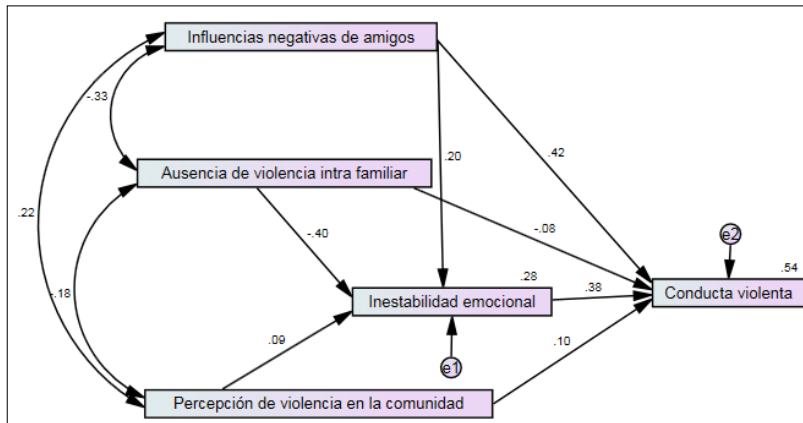 Influencias negativas de amigos
-.33
.20
.42
Ausencia de violencia intra familiar
.22
-.40
-.08
e2
-.18
.28
.54
Inestabilidad emocional
.38
Conducta violenta
.09
.10
e1
Percepción de violencia en la comunidad